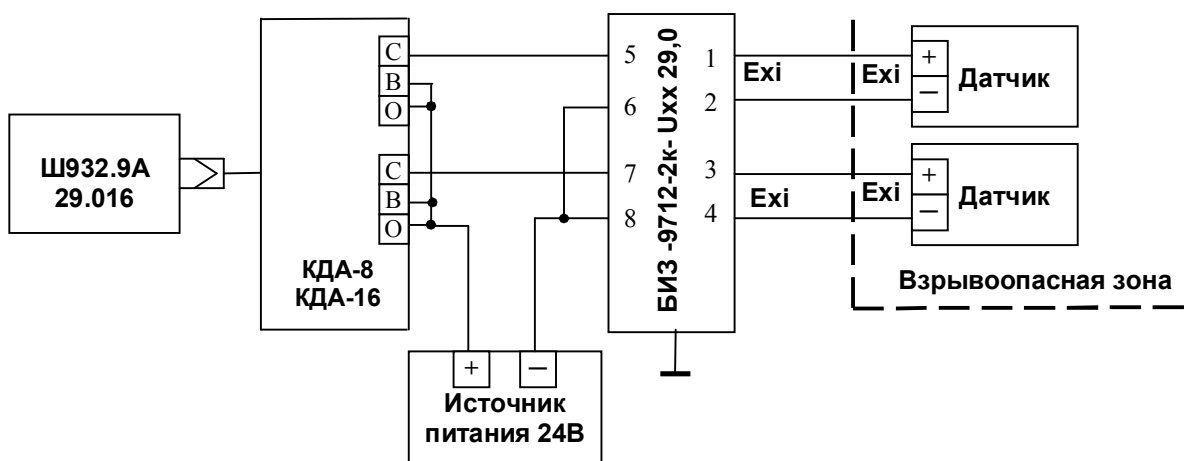 Ш932.9А
29.016
С
В
О
С
В
О
КДА-8
КДА-16
+
−
Источник
питания 24В
5
6
7
8
БИЗ -9712-2к- Uхх 29,0
1
2
3
4
Exi
Exi
Exi
Exi
+
−
Датчик
+
−
Датчик
Взрывоопасная зона